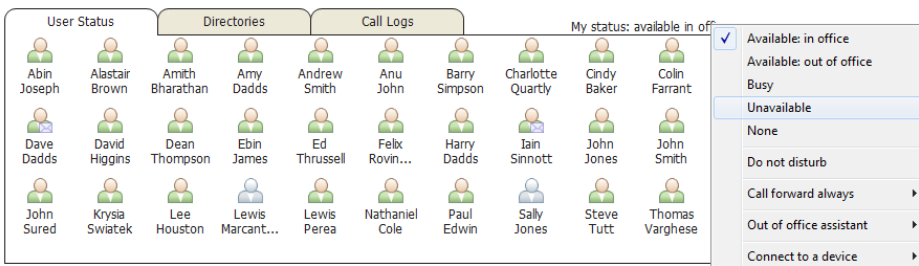 User Status
Directories
Call Logs
My status: available in off
Abin Joseph
Alastair Brown
Amith Bharathan
Amy Dadds
Andrew Smith
Anu John
Barry Simpson
Charlotte Quartly
Cindy Baker
Colin Farrant
Dave Dadds
David Higgins
Dean Thompson
Ebin James
Ed Thrussell
Felix Rovin...
Harry Dadds
Iain Sinnott
John Jones
John Smith
John Sured
Krysia Swiatek
Lee Houston
Lewis Marcant...
Lewis Perea
Nathaniel Cole
Paul Edwin
Sally Jones
Steve Tutt
Thomas Varghese
Available: in office
Available: out of office
Busy
Unavailable
None
Do not disturb
Call forward always
Out of office assistant
Connect to a device